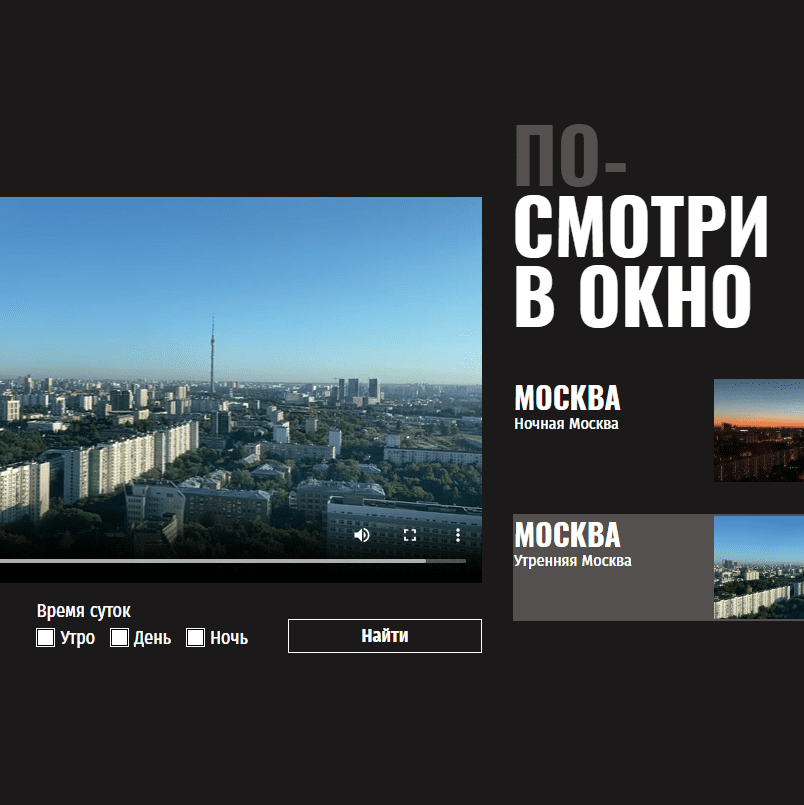 ПО-
СМОТРИ
В ОКНО
МОСКВА
Ночная Москва
МОСКВА
Утренняя Москва
Время суток
Утро День Ночь
Найти